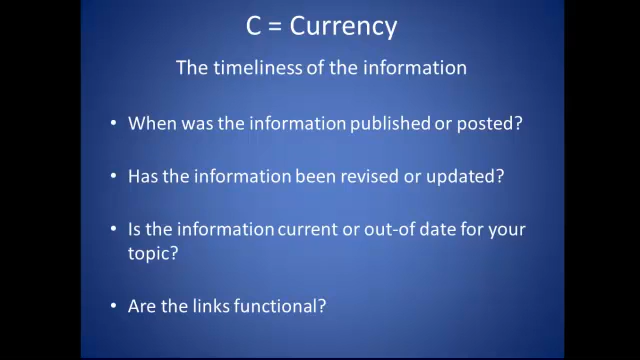 C = Currency
The timeliness of the information
• When was the information published or posted?
• Has the information been revised or updated?
• Is the information current or out-of date for your
topic?
• Are the links functional?